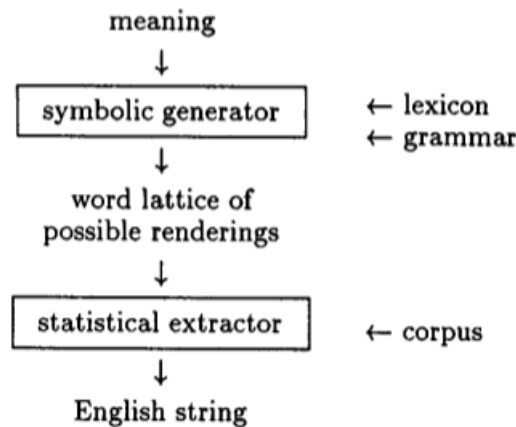 meaning
↓
symbolic generator ← lexicon
← grammar
↓
word lattice of
possible renderings
↓
statistical extractor ← corpus
↓
English string